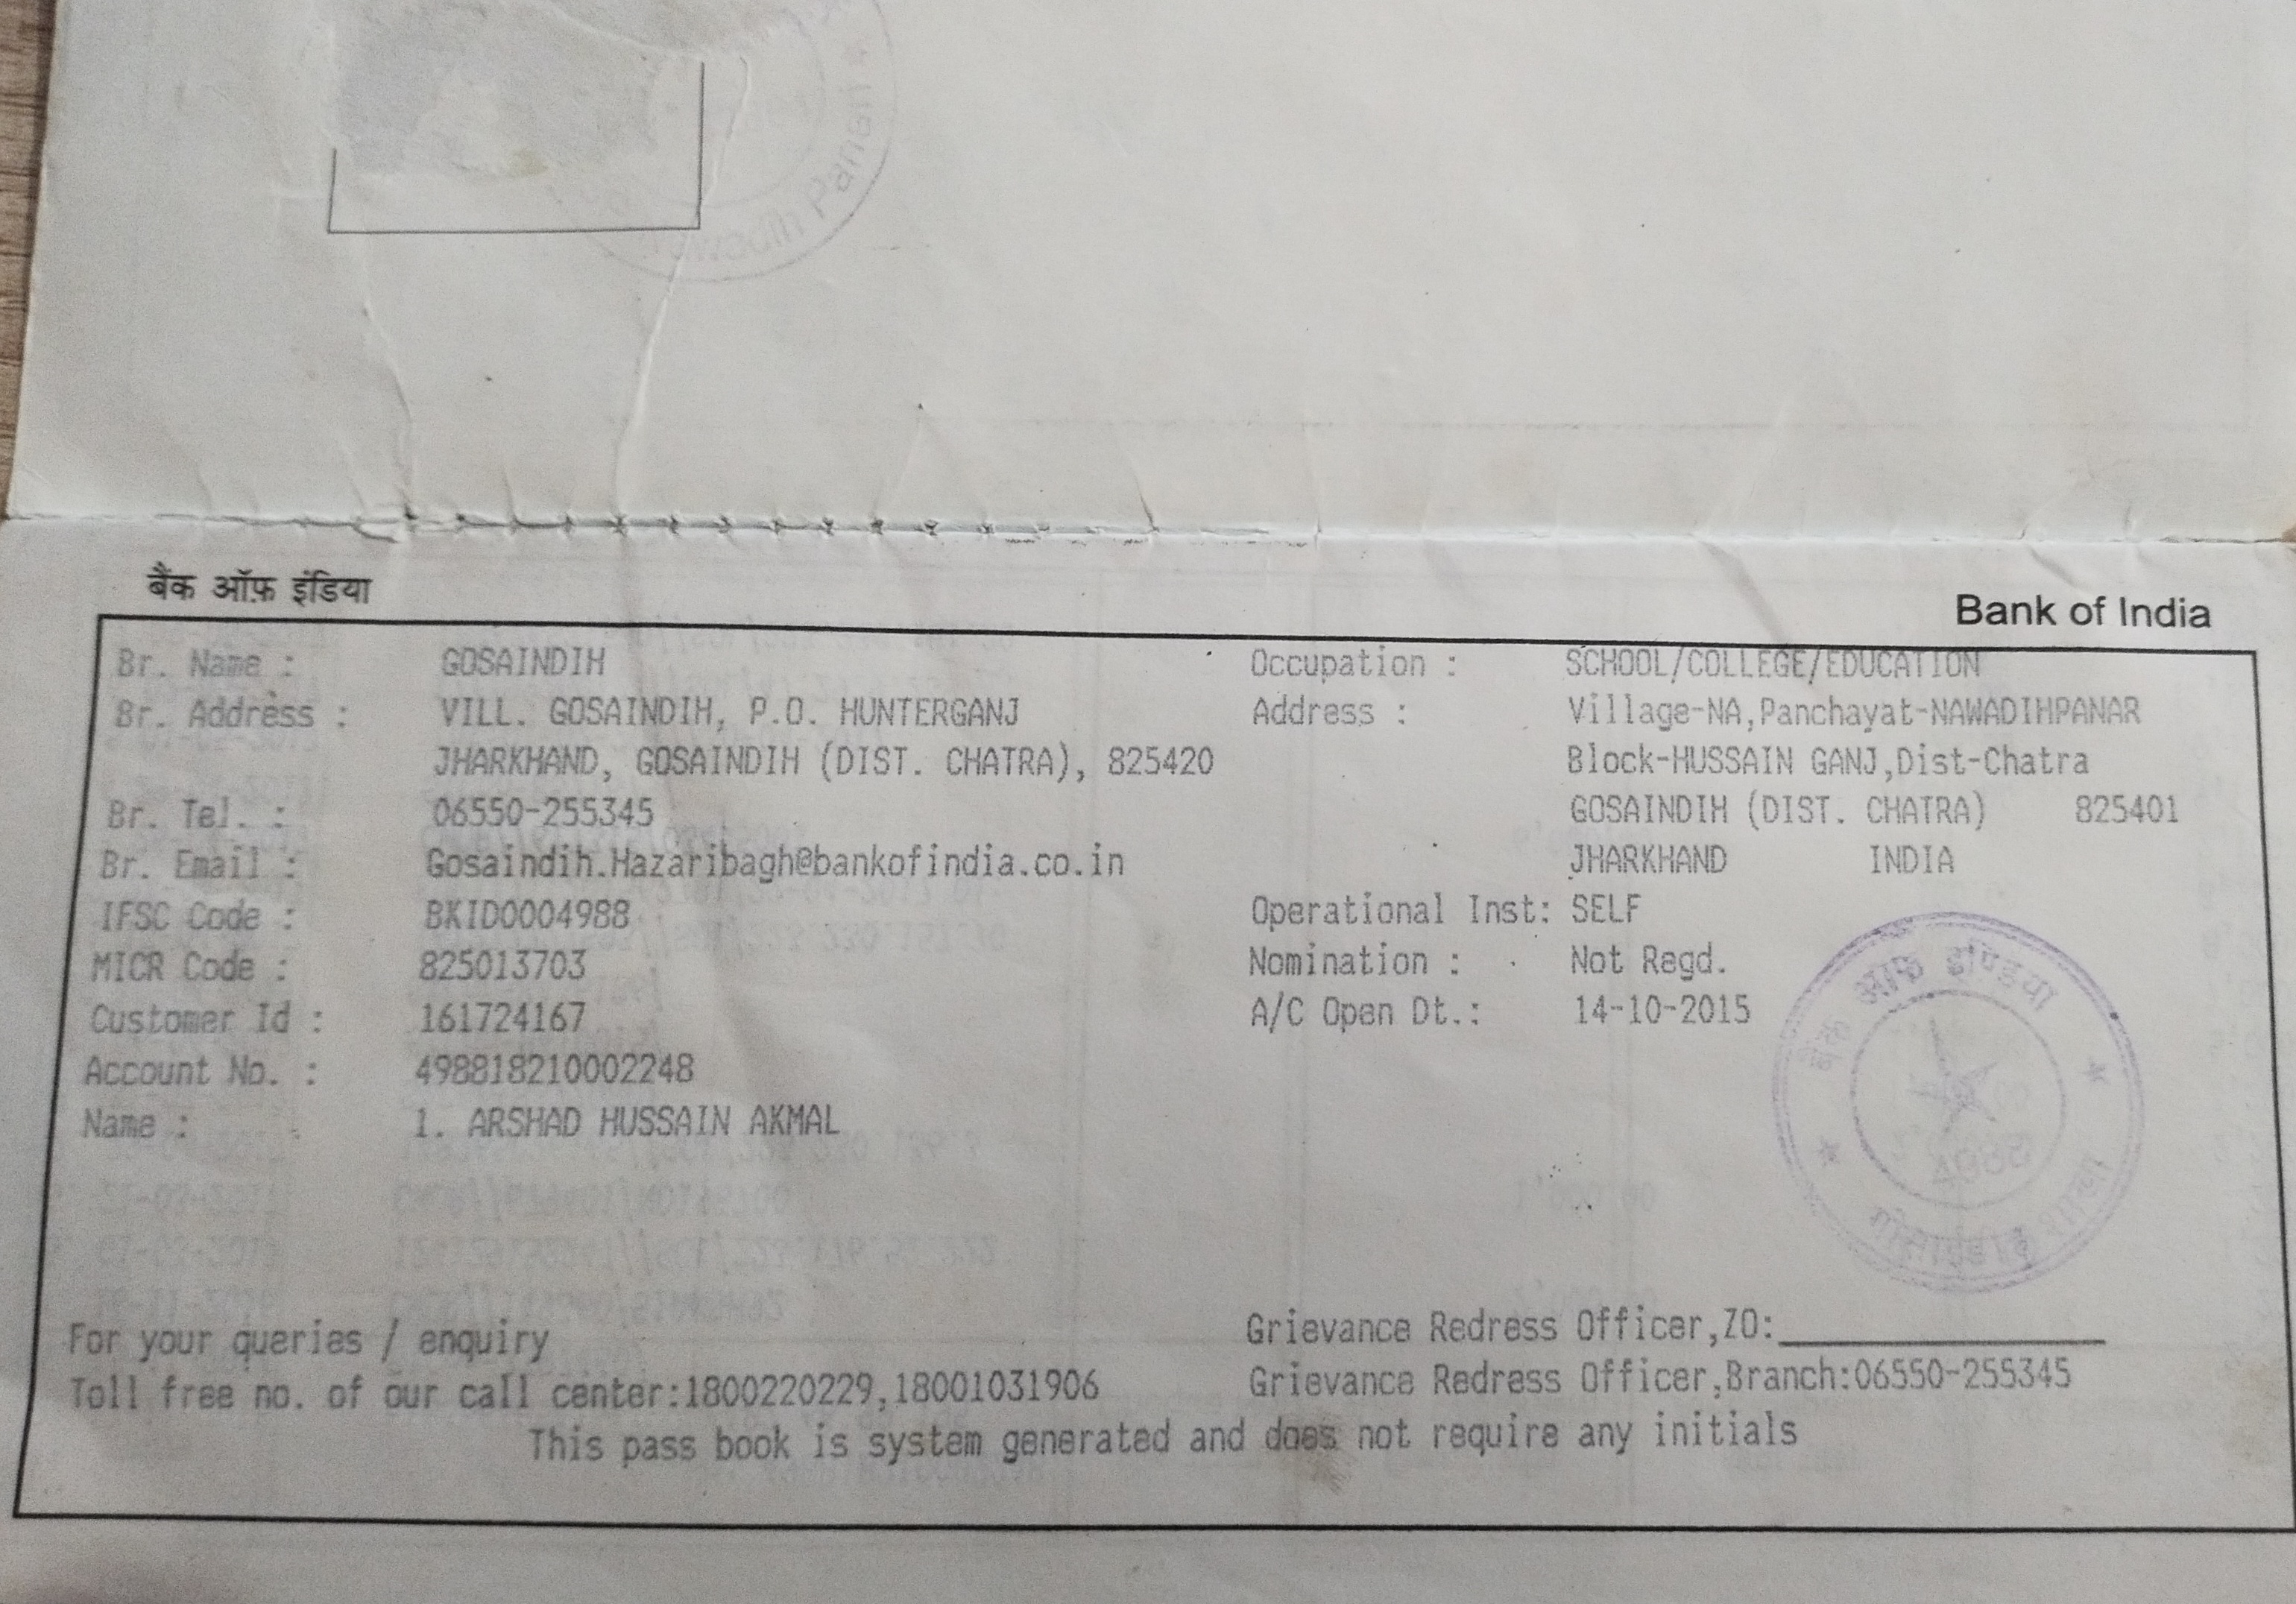 बैंक ऑफ़ इंडिया
Bank of India
Br. Name : GOSAINDIH
Br. Address : VILL. GOSAINDIH, P.O. HUNTERGANJ
JHARKHAND, GOSAINDIH (DIST. CHATRA), 825420
Br. Tel. : 06550-255345
Br. Email : Gosaindih.Hazaribagh@bankofindia.co.in
IFSC Code : BKID0004988
MICR Code : 825013703
Customer Id : 161724167
Account No. : 498818210002248
Name : 1. ARSHAD HUSSAIN AKMAL
Occupation : SCHOOL/COLLEGE/EDUCATION
Address : Village-NA,Panchayat-NAWADIHPANAR
Block-HUSSAIN GANJ,Dist-Chatra
GOSAINDIH (DIST. CHATRA) 825401
JHARKHAND INDIA
Operational Inst: SELF
Nomination : Not Regd.
A/C Open Dt.: 14-10-2015
बैंक आफ इण्डिया
For your queries / enquiry
Toll free no. of our call center:1800220229,18001031906
Grievance Redress Officer,ZO:
Grievance Redress Officer,Branch:06550-255345
This pass book is system generated and does not require any initials